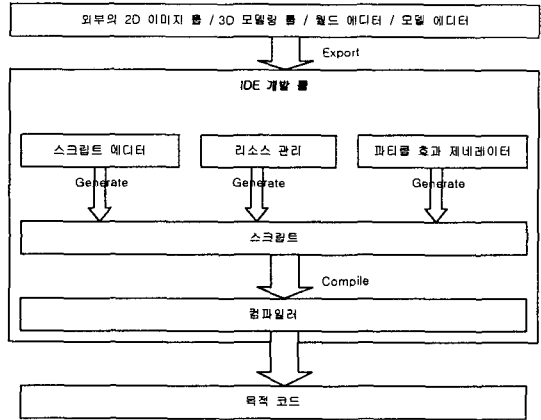 외부의 2D 이미지 툴 / 3D 모델링 툴 / 월드 에디터 / 모델 에디터
Export
IDE 개발 툴
스크립트 에디터
리소스 관리
파티클 효과 제네레이터
Generate
Generate
Generate
스크립트
Compile
컴파일러
목적 코드